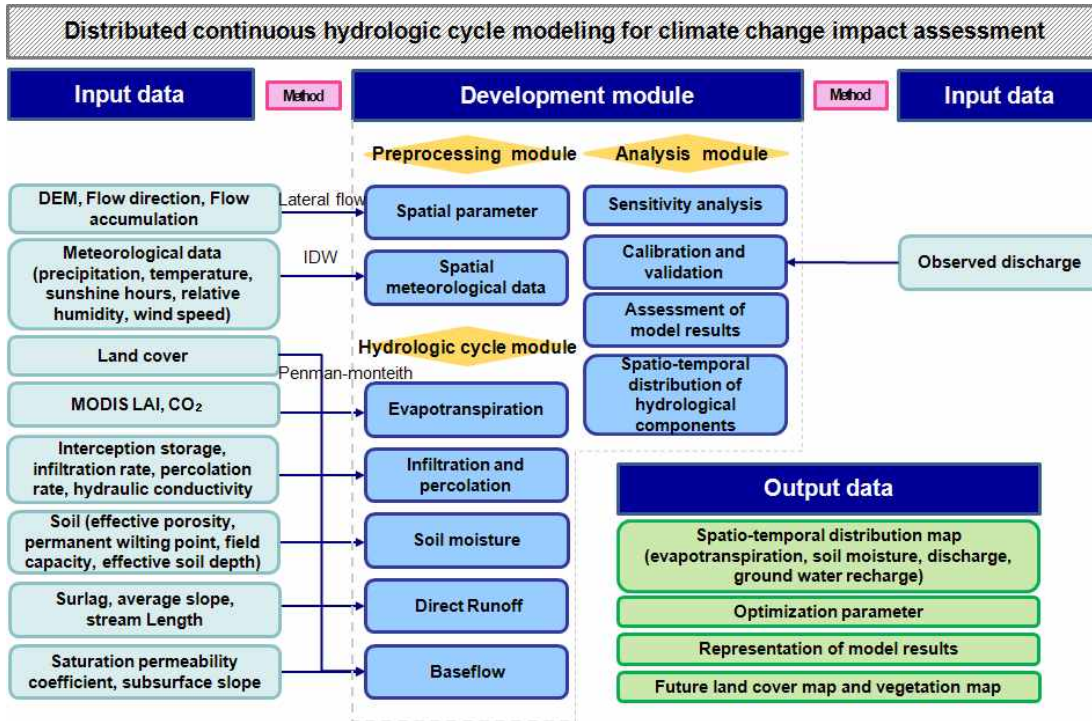 Distributed continuous hydrologic cycle modeling for climate change impact assessment
Input data
Method
Development module
Method
Input data
Preprocessing module
Analysis module
DEM, Flow direction, Flow
accumulation
Lateral flow
Spatial parameter
Sensitivity analysis
Meteorological data
(precipitation, temperature,
sunshine hours, relative
humidity, wind speed)
IDW
Spatial
meteorological data
Calibration and
validation
Observed discharge
Assessment of
model results
Land cover
Hydrologic cycle module
Penman-monteith
Spatio-temporal
distribution of
hydrological
components
MODIS LAI, CO₂
Evapotranspiration
Interception storage,
infiltration rate, percolation
rate, hydraulic conductivity
Infiltration and
percolation
Soil (effective porosity,
permanent wilting point, field
capacity, effective soil depth)
Soil moisture
Surlag, average slope,
stream Length
Direct Runoff
Saturation permeability
coefficient, subsurface slope
Baseflow
Output data
Spatio-temporal distribution map
(evapotranspiration, soil moisture, discharge,
ground water recharge)
Optimization parameter
Representation of model results
Future land cover map and vegetation map